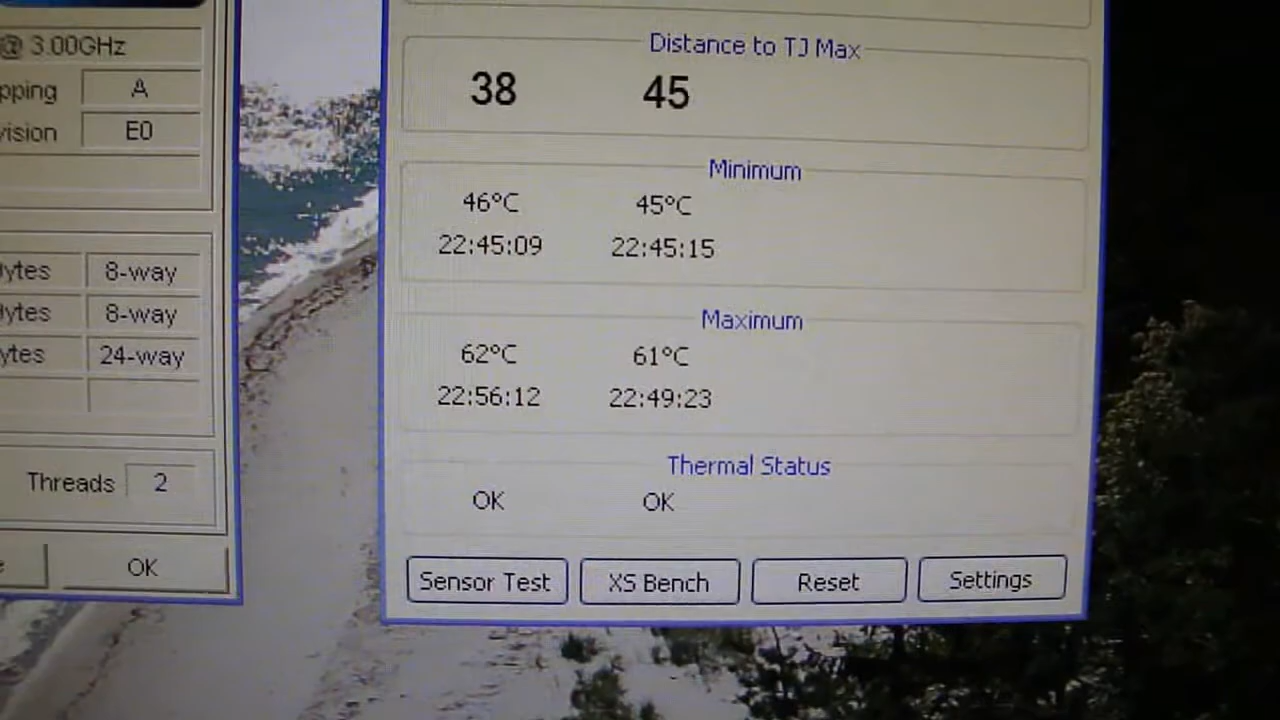 @ 3.00GHz
pping A
vision E0
ytes 8-way
ytes 8-way
ytes 24-way
Threads 2
OK
Distance to TJ Max
38 45
Minimum
46°C 45°C
22:45:09 22:45:15
Maximum
62°C 61°C
22:56:12 22:49:23
Thermal Status
OK OK
Sensor Test XS Bench Reset Settings